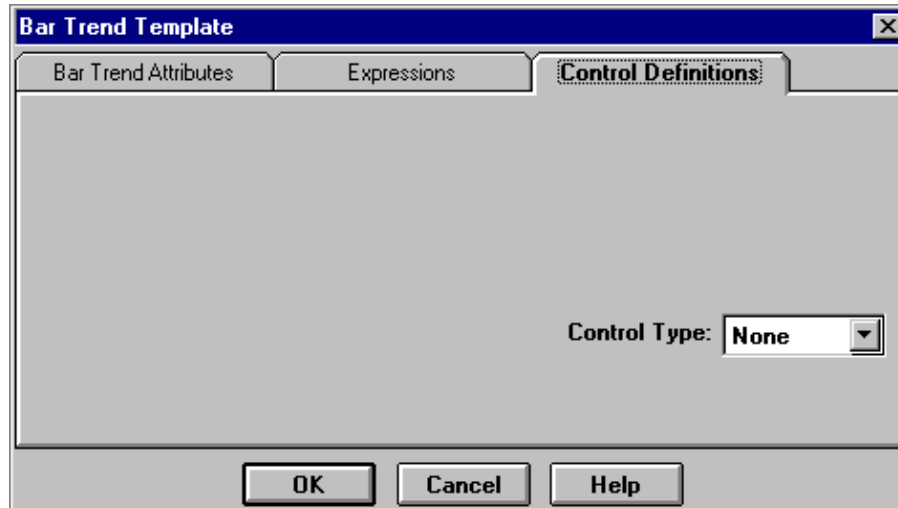 Bar Trend Template
Bar Trend Attributes Expressions Control Definitions
Control Type: None
OK Cancel Help